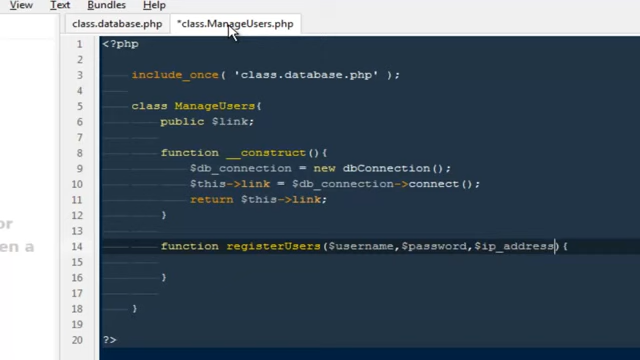 View Text Bundles Help
class.database.php *class.ManageUsers.php
1 <?php
2
3 include_once( 'class.database.php' );
4
5 class ManageUsers{
6 public $link;
7
8 function __construct(){
9 $db_connection = new dbConnection();
10 $this->link = $db_connection->connect();
11 return $this->link;
12 }
13
14 function registerUsers($username,$password,$ip_address){
15
16 }
17
18 }
19
20 ?>
or
en a